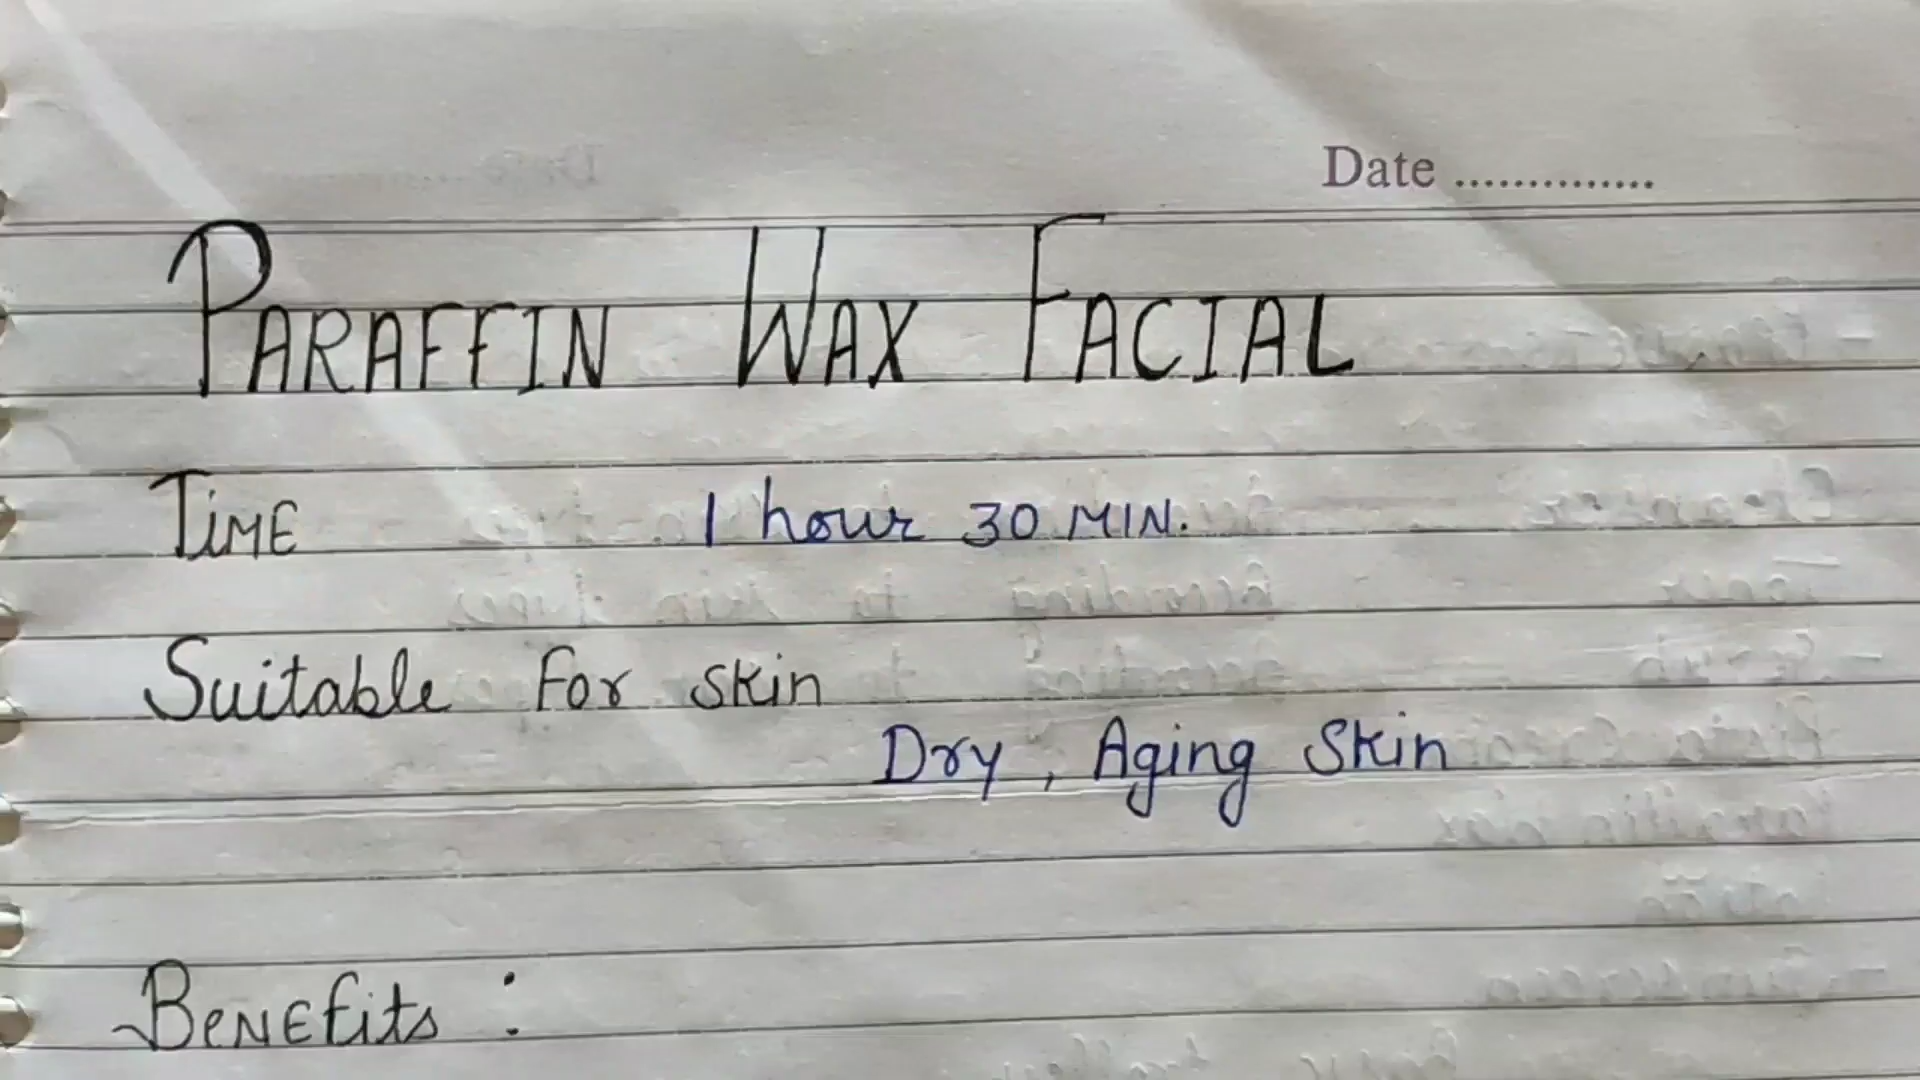 Date ..............
PARAFFIN WAX FACIAL
TIME 1 hour 30 MIN.
Suitable For skin
Dry, Aging Skin
BENEfits :